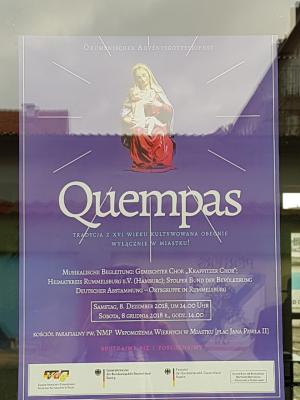 Ökumenischer Adventsgottesdienst
Quempas
tradycja z XVI wieku kultywowana obecnie
wyłącznie w Miastku!
Musikalische Begleitung: Gemischter Chor „Krappitzer Chor”;
Heimatkreis Rummelsburg e.V. (Hamburg); Stolper Bund der Bevölkerung
Deutscher Abstammung – Ortsgruppe in Rummelsburg
Samstag, 8. Dezember 2018, um 14.00 Uhr
Sobota, 8 grudnia 2018 r., godz. 14.00
kościół parafialny pw. NMP Wspomożenia Wiernych w Miastku [plac Jana Pawła II]